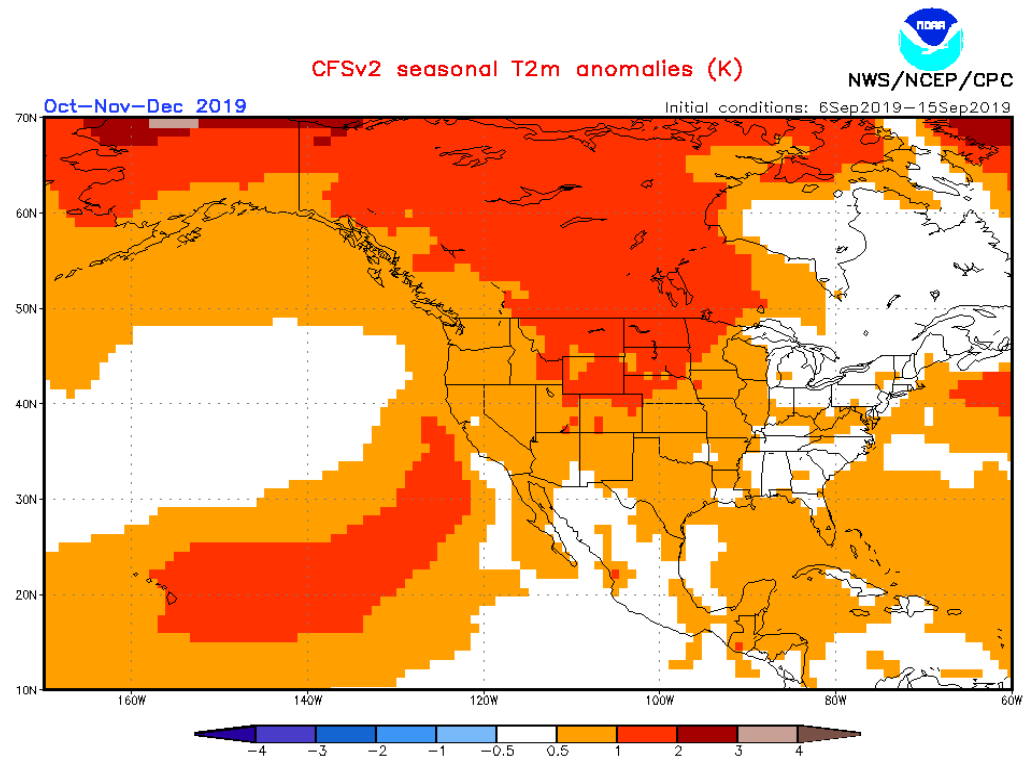 NOAA
CFSv2 seasonal T2m anomalies (K)
NWS/NCEP/CPC
Oct-Nov-Dec 2019
Initial conditions: 6Sep2019-15Sep2019
70N
60N
50N
40N
30N
20N
10N
160W 140W 120W 100W 80W 60W
-4 -3 -2 -1 -0.5 0.5 1 2 3 4